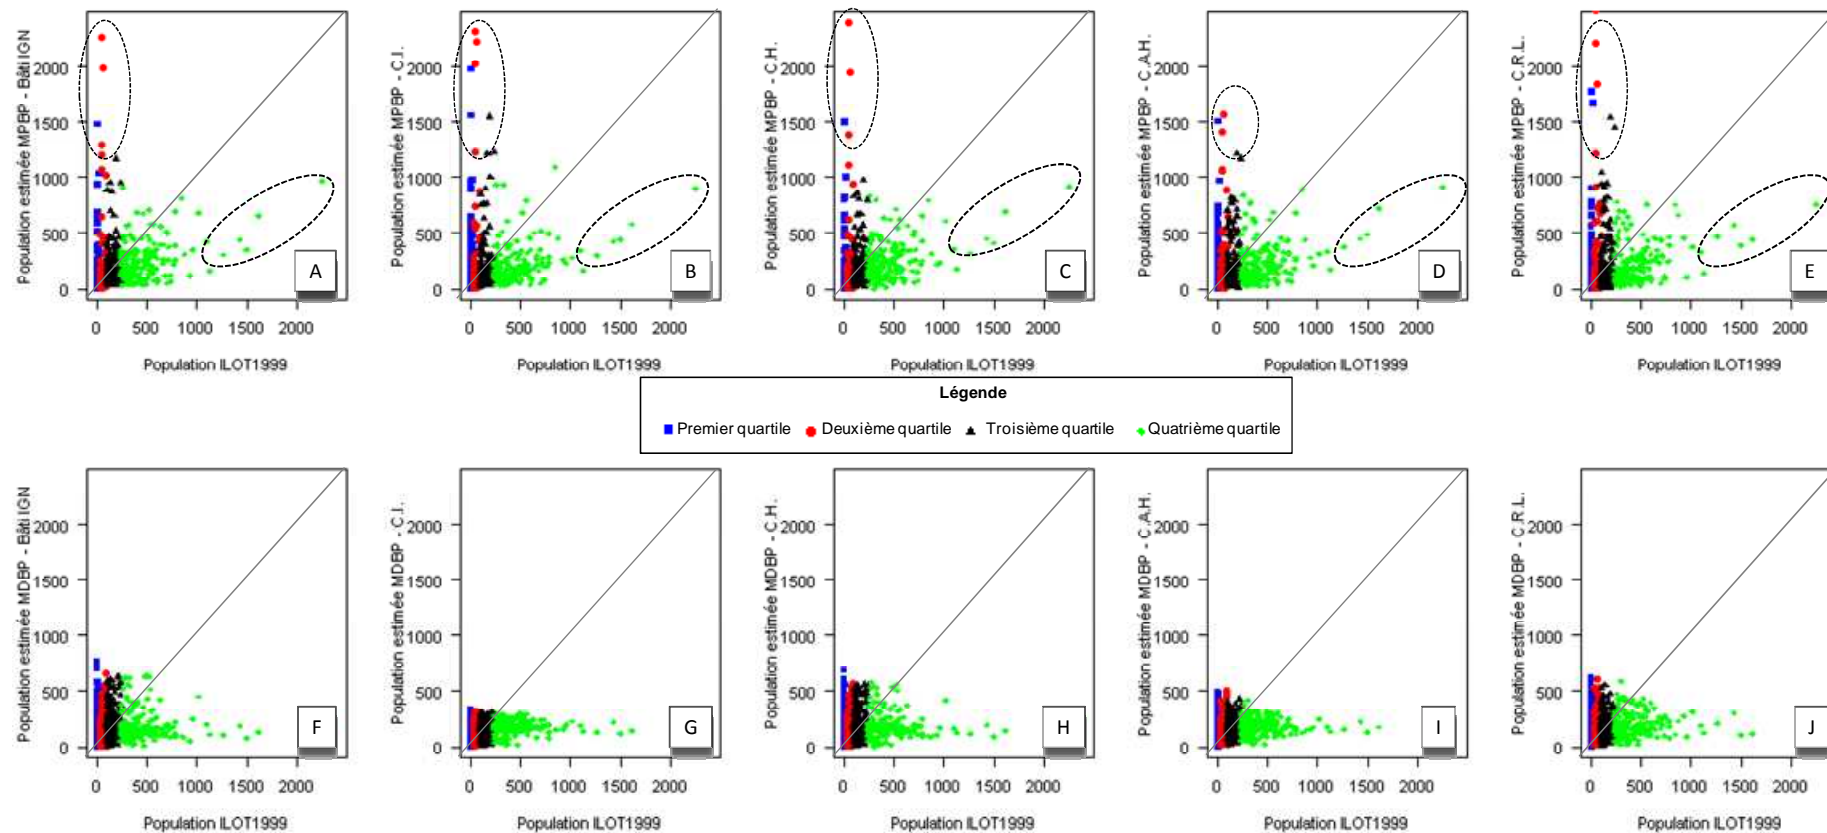 Population estimée MPBP - Bâti IGN
2000
1500
1000
500
0
0 500 1000 1500 2000
Population ILOT1999
A
Population estimée MPBP - C.I.
2000
1500
1000
500
0
0 500 1000 1500 2000
Population ILOT1999
B
Population estimée MPBP - C.H.
2000
1500
1000
500
0
0 500 1000 1500 2000
Population ILOT1999
C
Population estimée MPBP - C.A.H.
2000
1500
1000
500
0
0 500 1000 1500 2000
Population ILOT1999
D
Population estimée MPBP - C.R.L.
2000
1500
1000
500
0
0 500 1000 1500 2000
Population ILOT1999
E
Légende
Premier quartile Deuxième quartile Troisième quartile Quatrième quartile
Population estimée MDBP - Bâti IGN
2000
1500
1000
500
0
0 500 1000 1500 2000
Population ILOT1999
F
Population estimée MDBP - C.I.
2000
1500
1000
500
0
0 500 1000 1500 2000
Population ILOT1999
G
Population estimée MDBP - C.H.
2000
1500
1000
500
0
0 500 1000 1500 2000
Population ILOT1999
H
Population estimée MDBP - C.A.H.
2000
1500
1000
500
0
0 500 1000 1500 2000
Population ILOT1999
I
Population estimée MDBP - C.R.L.
2000
1500
1000
500
0
0 500 1000 1500 2000
Population ILOT1999
J